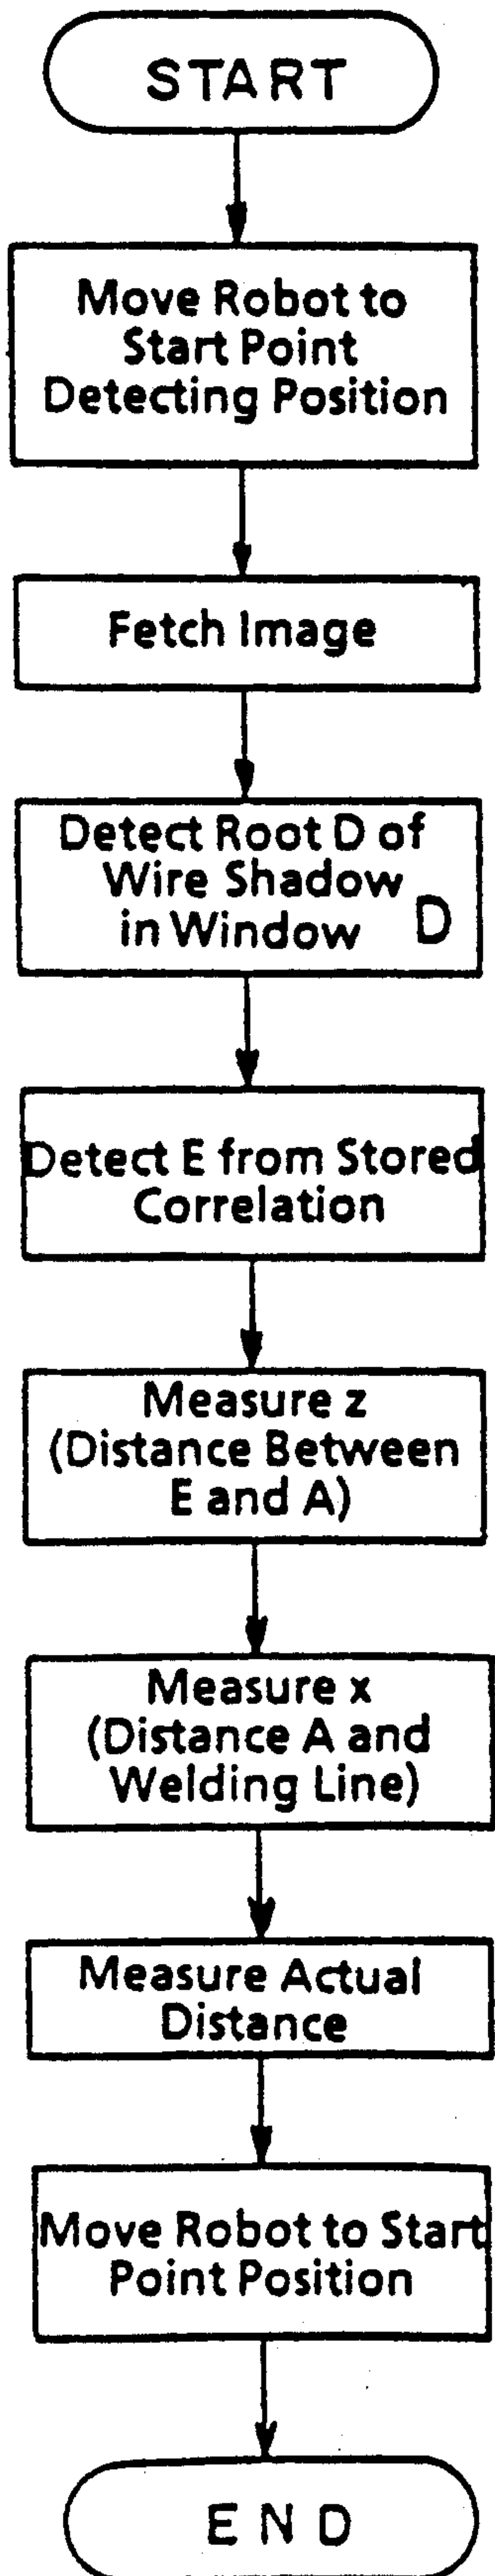 START
Move Robot to
Start Point
Detecting Position
Fetch Image
Detect Root D of
Wire Shadow
in Window D
Detect E from Stored
Correlation
Measure z
(Distance Between
E and A)
Measure x
(Distance A and
Welding Line)
Measure Actual
Distance
Move Robot to Start
Point Position
END